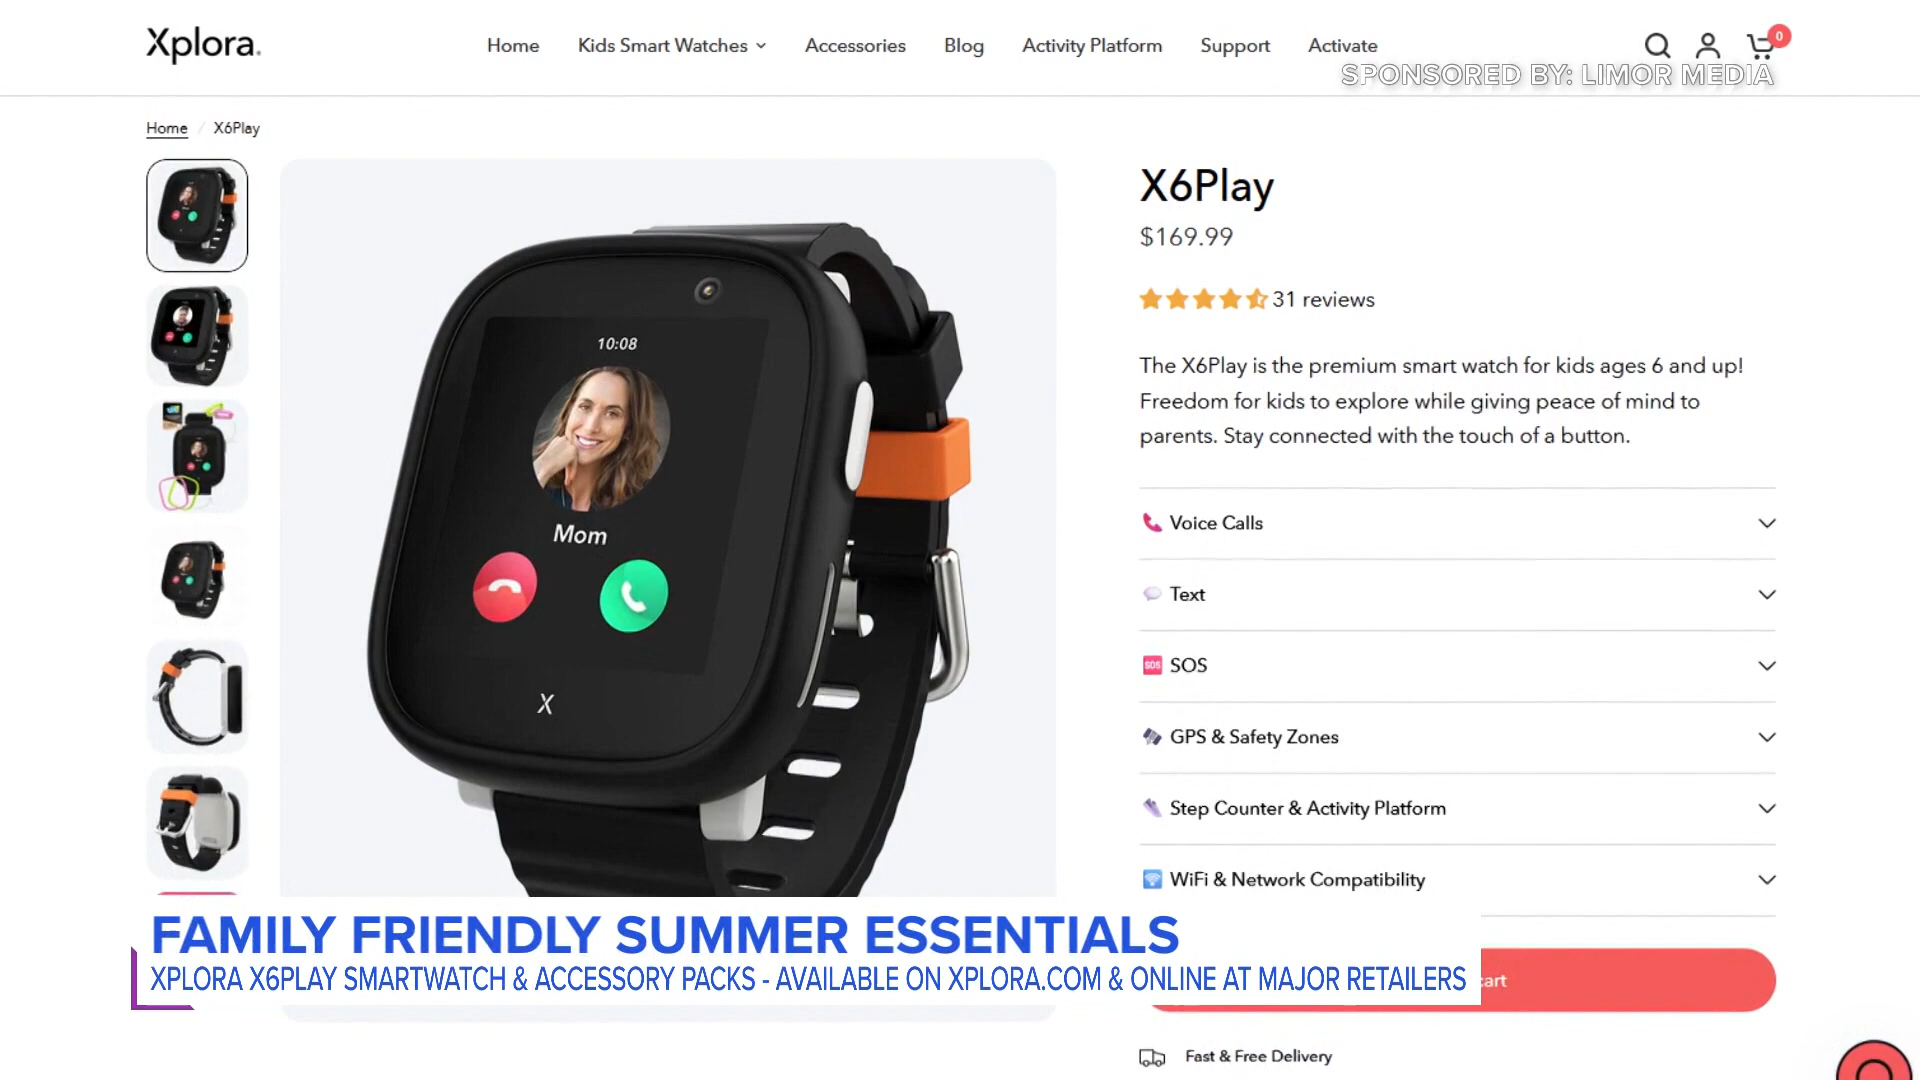 Xplora.
Home Kids Smart Watches Accessories Blog Activity Platform Support Activate
0
SPONSORED BY: LIMOR MEDIA
Home / X6Play
X6Play
$169.99
31 reviews
The X6Play is the premium smart watch for kids ages 6 and up!
Freedom for kids to explore while giving peace of mind to
parents. Stay connected with the touch of a button.
10:08
Mom
X
Voice Calls
Text
SOS SOS
GPS & Safety Zones
Step Counter & Activity Platform
WiFi & Network Compatibility
FAMILY FRIENDLY SUMMER ESSENTIALS
XPLORA X6PLAY SMARTWATCH & ACCESSORY PACKS - AVAILABLE ON XPLORA.COM & ONLINE AT MAJOR RETAILERS
cart
Fast & Free Delivery